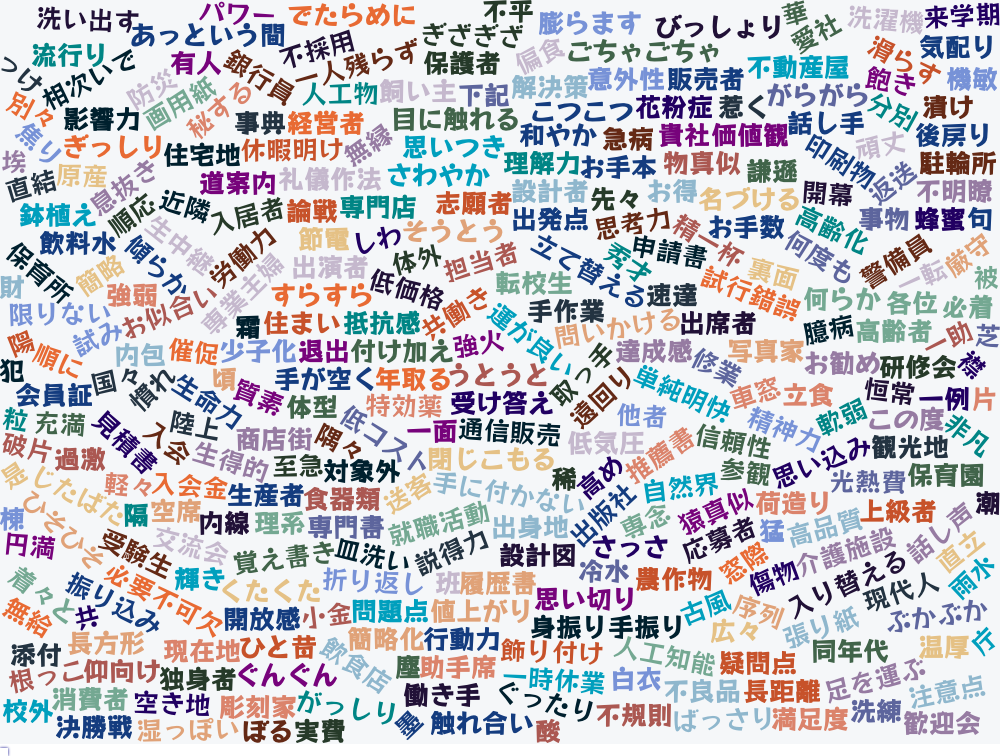 洗い出す
パワー
でたらめに
不平
膨らます
びっしょり
華
愛社
洗濯機
来学期
流行り
あっという間
不採用
ぎざぎざ
偏食
ごちゃごちゃ
滑らす
気配り
っけ
相次いで
有人
銀行員
一人残らず
保護者
解決策
意外性
販売者
不動産屋
飽き
機敏
別々
防災
画用紙
秘する
人工物
飼い主
下記
こつこつ
花粉症
惹く
がらがら
分別
漬け
影響力
事典
経営者
目に触れる
和やか
急病
貴社
価値観
話し手
後戻り
焦り
ぎっしり
住宅地
休暇明け
無縁
思いつき
理解力
お手本
物真似
謙遜
印刷物
頑丈
駐輪所
埃
直結
原産
息抜き
道案内
礼儀作法
さわやか
設計者
先々
お得
名づける
開幕
返送
不明瞭
鉢植え
順応
近隣
入居者
論戦
専門店
志願者
出発点
思考力
精一杯
お手数
高齢化
事物
蜂蜜
句
飲料水
傾らか
生中継
労働力
節電
しわ
そうとう
体外
担当者
立て替える
秀才
申請書
裏面
何度も
警備員
一転
厳守
保育所
簡略
専業主婦
出演者
低価格
転校生
速達
試行錯誤
被
財
強弱
お似合い
すらすら
共働き
手作業
何らか
各位
必着
限りない
試み
霜
住まい
抵抗感
運が良い
問いかける
出席者
臆病
高齢者
一助
芝
陽
順に
内包
催促
少子化
退出
付け加え
強火
取っ手
達成感
修業
写真家
お勧め
研修会
襟
犯
会員証
国々
慣れ
生命力
頃
質素
手が空く
年取る
うとうと
遠回り
単純明快
車窓
立食
恒常
一例
片
粒
充満
見積書
入会
陸上
体型
低コスト
特効薬
受け答え
他者
精神力
軟弱
この度
非凡
破片
過激
生得的
商店街
隅々
一面
通信販売
低気圧
推薦書
信頼性
思い込み
観光地
息
じたばた
軽々
入会金
至急
対象外
閉じこもる
稀
高め
参観
光熱費
保育園
生産者
食器類
送客
手に付かない
出版社
自然界
猿真似
荷造り
潮
棟
ひそひそ
隔
空席
内線
理系
専門書
就職活動
出身地
専念
応募者
猛
高品質
上級者
話し声
円満
受験生
交流会
覚え書き
皿洗い
説得力
設計図
さっさ
窓際
傷物
介護施設
直立
着々と
振り込み
必要不可欠
輝き
くたくた
折り返し
班
履歴書
冷水
農作物
入り替える
現代人
雨水
無給
共
開放感
小金
問題点
値上がり
思い切り
古風
序列
ぶかぶか
添付
長方形
現在地
ひと昔
簡略化
行動力
身振り手振り
広々
張り紙
同年代
温厚
庁
根っこ
仰向け
独身者
ぐんぐん
飲食店
塵
助手席
飾り付け
人工知能
疑問点
一時休業
白衣
不良品
長距離
足を運ぶ
注意点
校外
消費者
空き地
彫刻家
がっしり
働き手
ぐったり
不規則
ばっさり
満足度
洗練
歓迎会
決勝戦
湿っぽい
ぼる
実費
触れ合い
酸